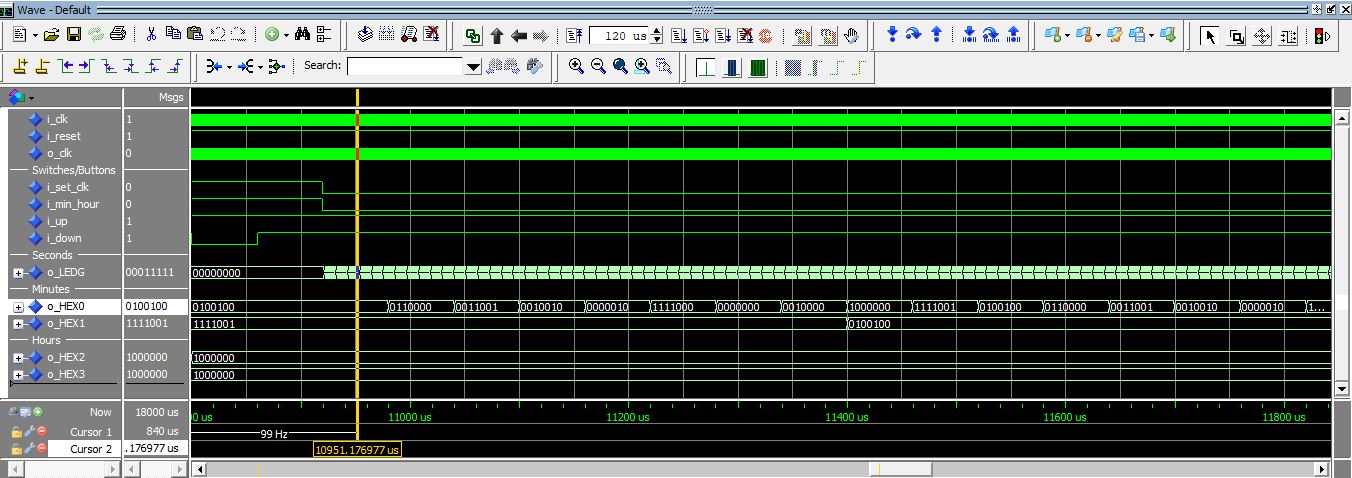 Wave - Default
120 us
Search:
Msgs
i_clk 1
i_reset 1
o_clk 0
Switches/Buttons
i_set_clk 0
i_min_hour 0
i_up 1
i_down 1
Seconds
o_LEDG 00011111 00000000
Minutes
o_HEX0 0100100 0100100 0110000 0011001 0010010 0000010 1111000 0000000 0010000 1000000 1111001 0100100 0110000 0011001 0010010 0000010 1...
o_HEX1 1111001 1111001 0100100
Hours
o_HEX2 1000000 1000000
o_HEX3 1000000 1000000
Now 18000 us 00 us 11000 us 11200 us 11400 us 11600 us 11800 us
Cursor 1 840 us 99 Hz
Cursor 2 .176977 us 10951.176977 us